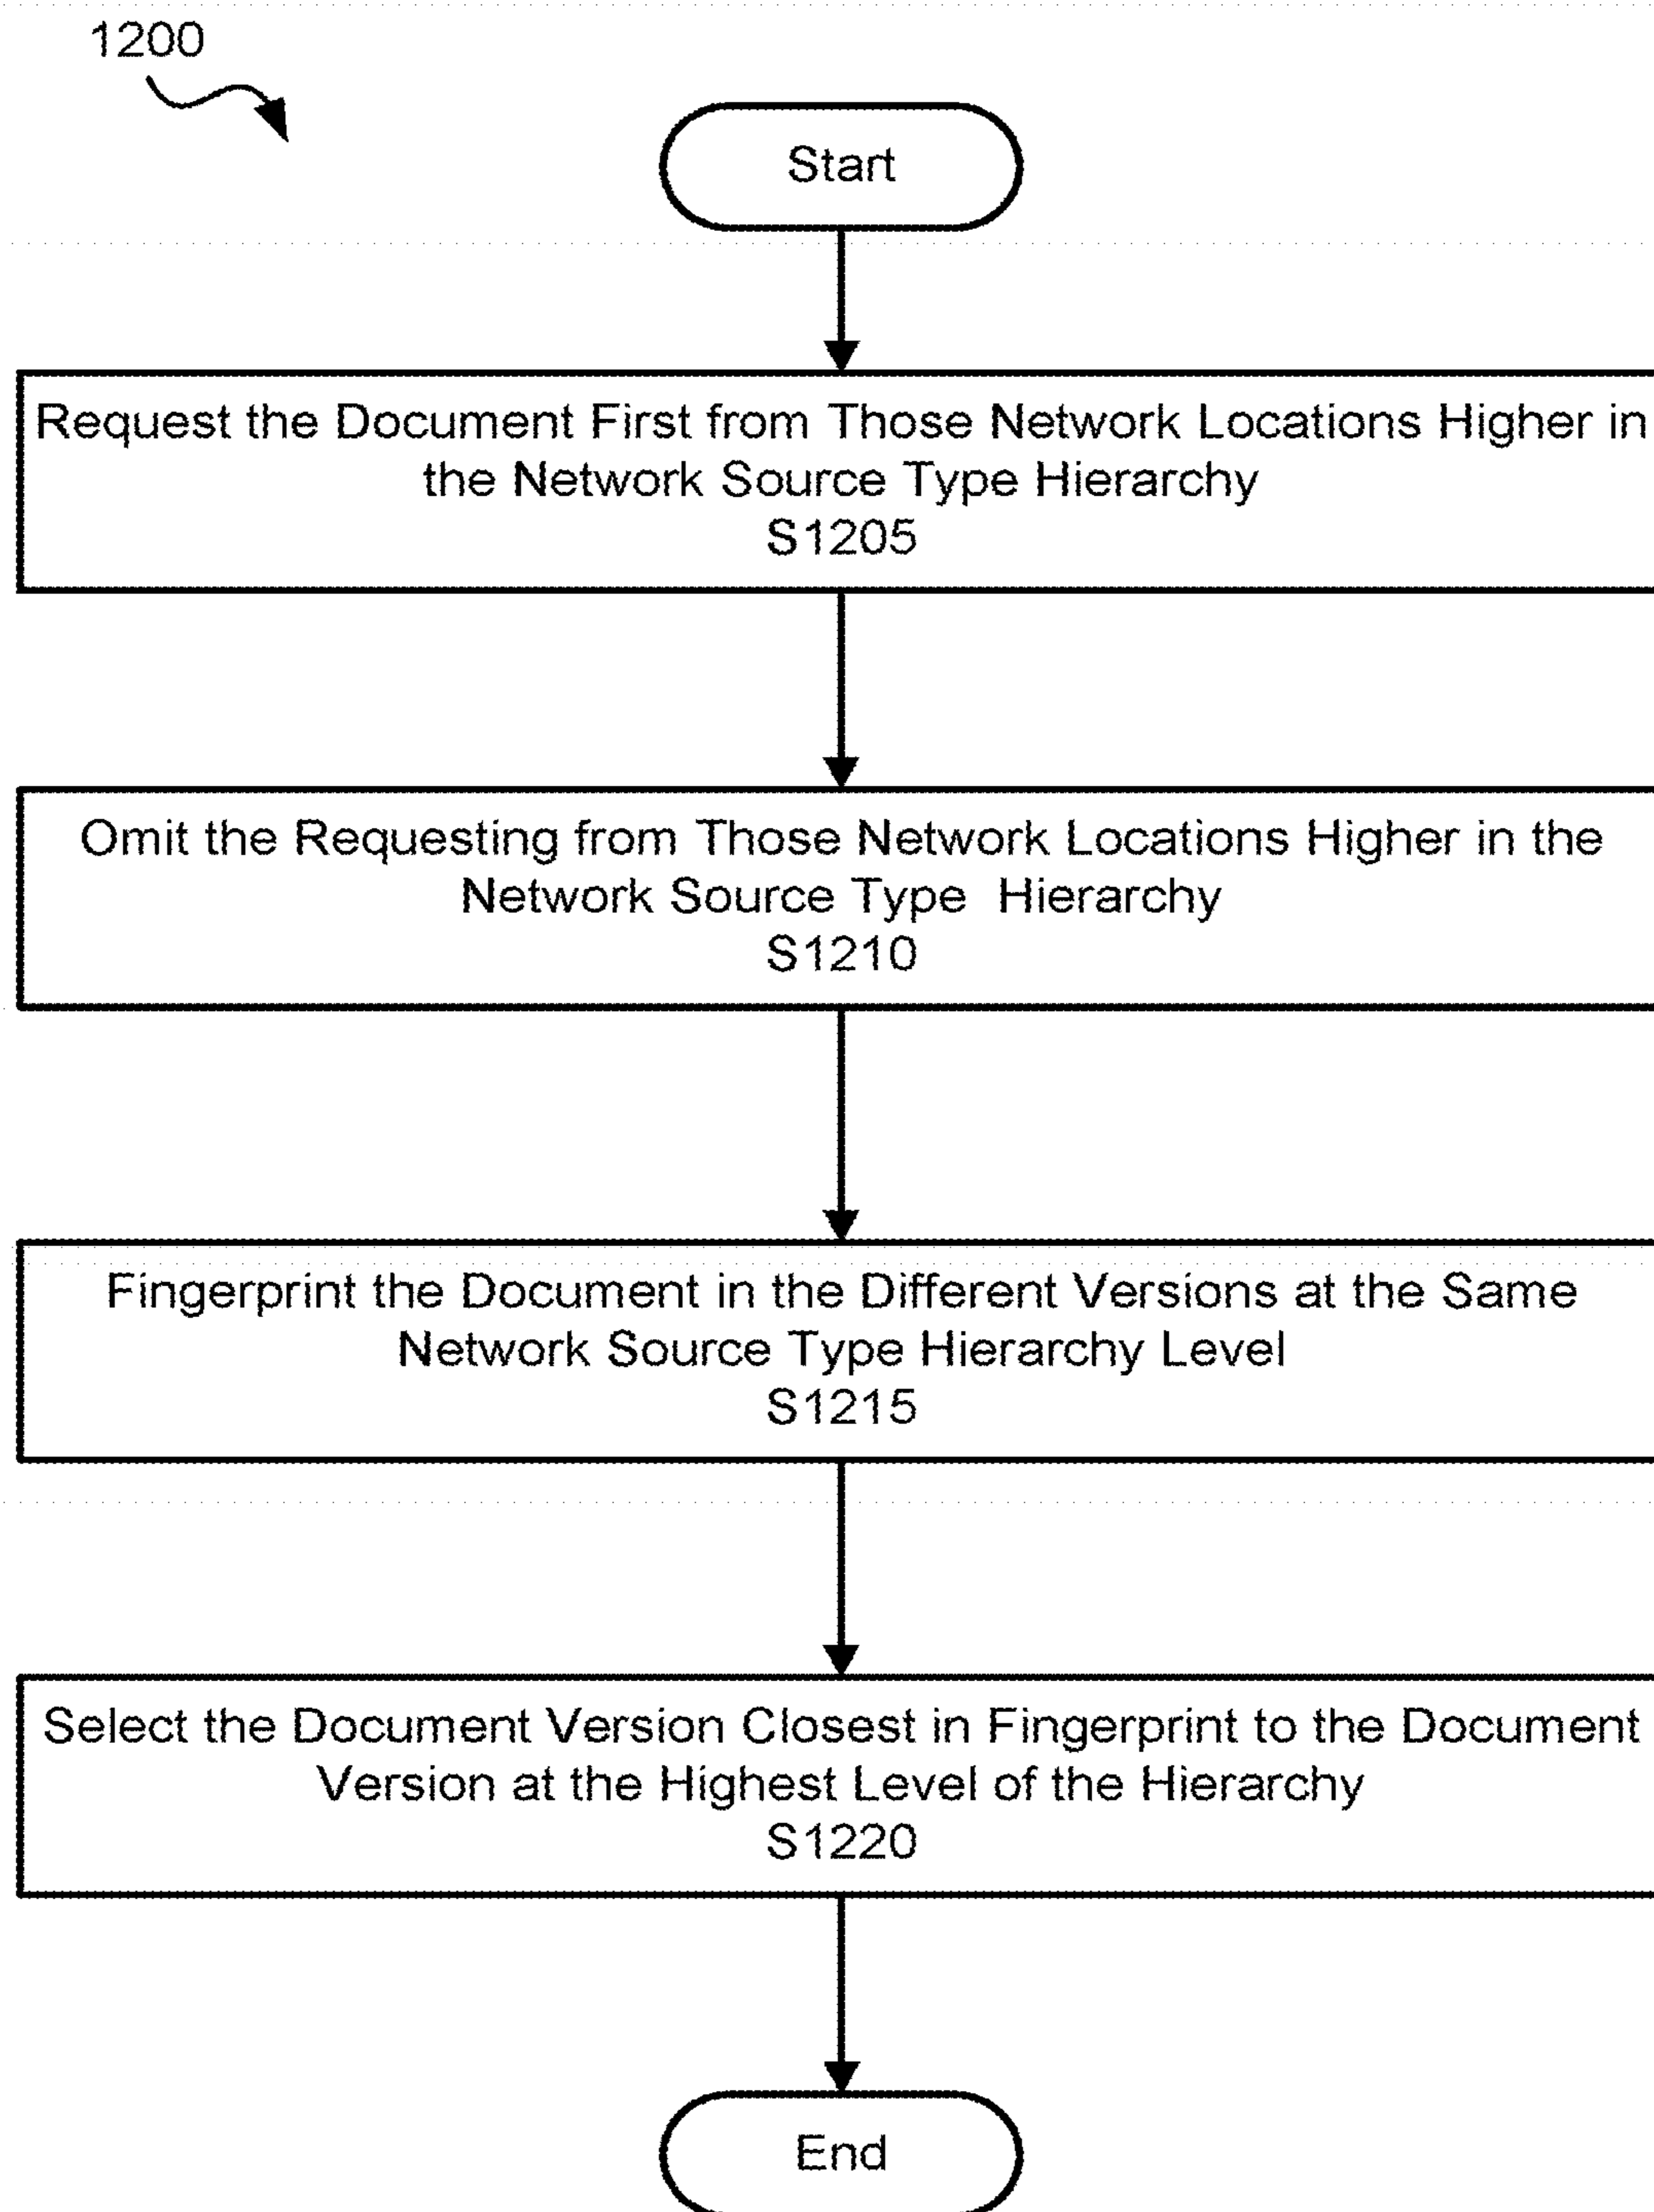 1200
Start
Request the Document First from Those Network Locations Higher in
the Network Source Type Hierarchy
S1205
Omit the Requesting from Those Network Locations Higher in the
Network Source Type Hierarchy
S1210
Fingerprint the Document in the Different Versions at the Same
Network Source Type Hierarchy Level
S1215
Select the Document Version Closest in Fingerprint to the Document
Version at the Highest Level of the Hierarchy
S1220
End